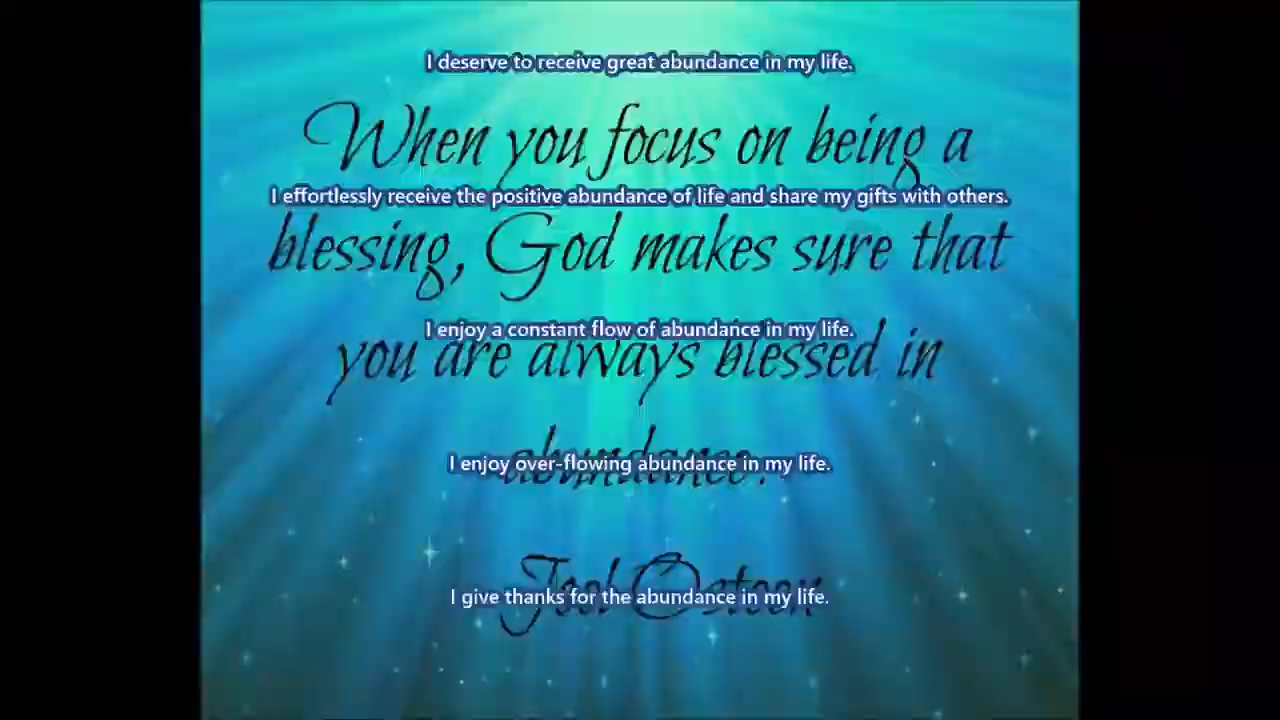 I deserve to receive great abundance in my life.
When you focus on being a
I effortlessly receive the positive abundance of life and share my gifts with others.
blessing, God makes sure that
I enjoy a constant flow of abundance in my life.
you are always blessed in
I enjoy over-flowing abundance in my life.
abundance.
Joel Osteen
I give thanks for the abundance in my life.